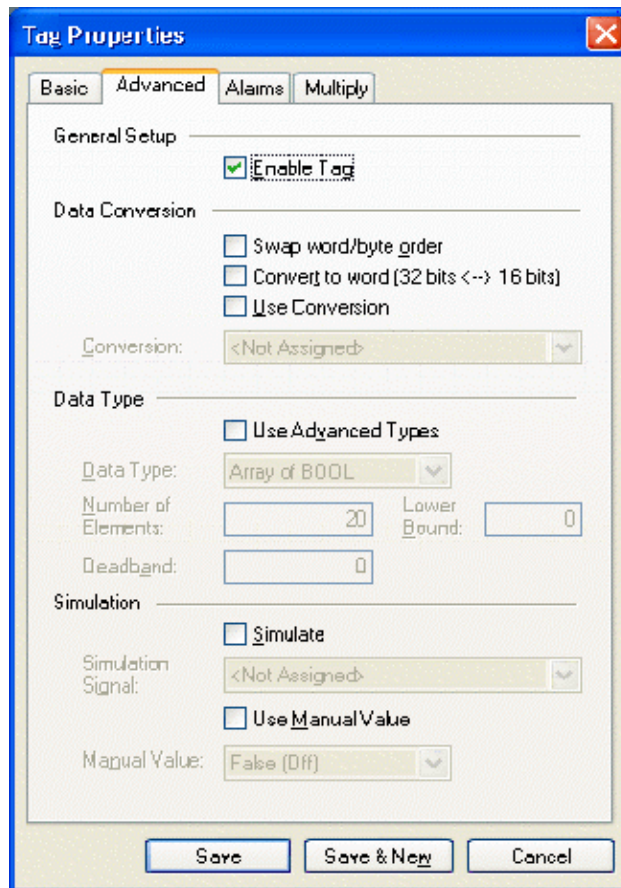 Tag Properties
Basic Advanced Alarms Multiply
General Setup
Enable Tag
Data Conversion
Swap word/byte order
Convert to word (32 bits <--> 16 bits)
Use Conversion
Conversion: <Not Assigned>
Data Type
Use Advanced Types
Data Type: Array of BOOL
Number of Elements: 20 Lower Bound: 0
Deadband: 0
Simulation
Simulate
Simulation Signal: <Not Assigned>
Use Manual Value
Manual Value: False (Off)
Save Save & New Cancel